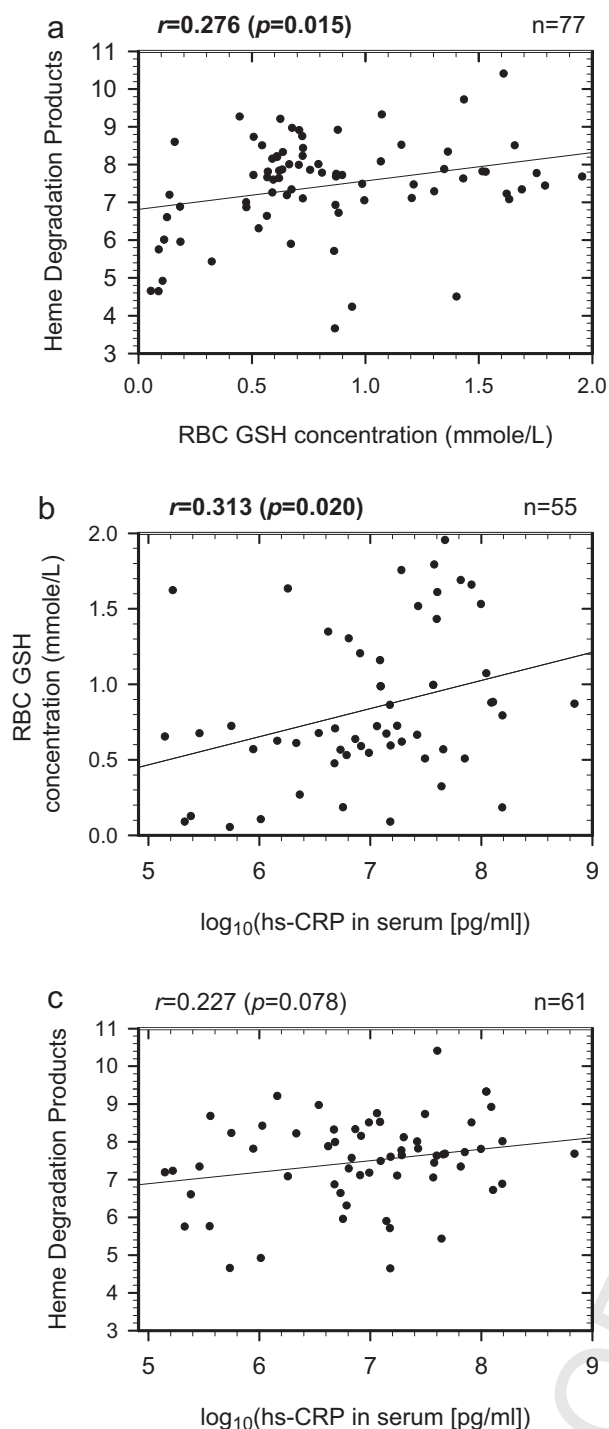 a
r=0.276 (p=0.015) n=77
Heme Degradation Products
11
10
9
8
7
6
5
4
3
0.0 0.5 1.0 1.5 2.0
RBC GSH concentration (mmole/L)
b
r=0.313 (p=0.020) n=55
RBC GSH
concentration (mmole/L)
2.0
1.5
1.0
0.5
0.0
5 6 7 8 9
log₁₀(hs-CRP in serum [pg/ml])
c
r=0.227 (p=0.078) n=61
Heme Degradation Products
11
10
9
8
7
6
5
4
3
5 6 7 8 9
log₁₀(hs-CRP in serum [pg/ml])